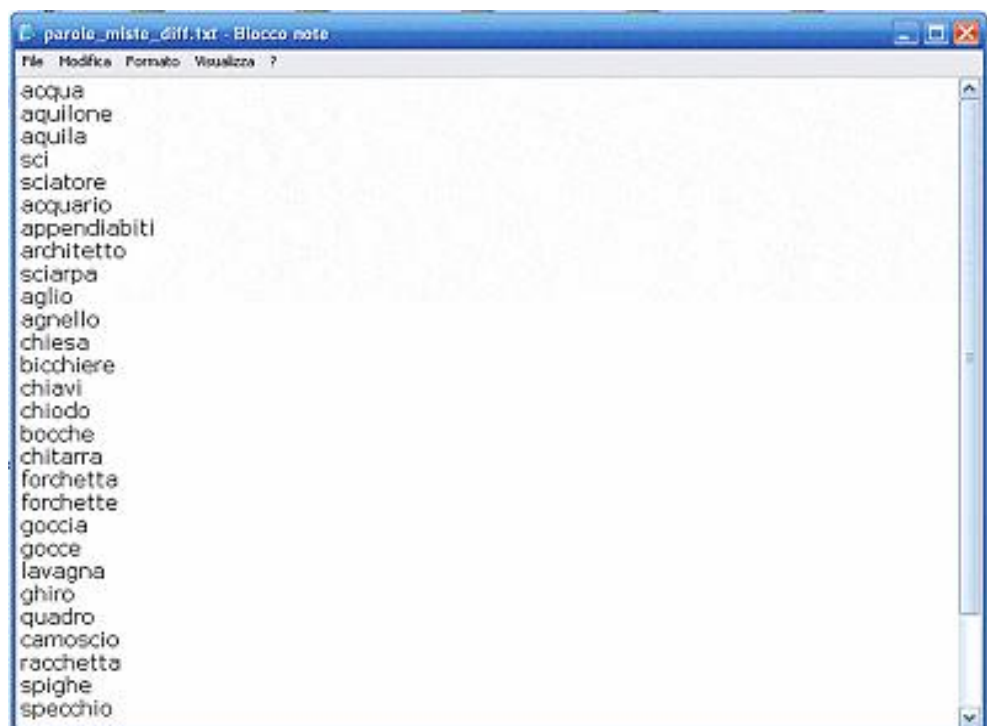 parole_miste_diff.txt - Blocco note
File Modifica Formato Visualizza ?
acqua
aquilone
aquila
sci
sciatore
acquario
appendiabiti
architetto
sciarpa
aglio
agnello
chiesa
bicchiere
chiavi
chiodo
bocche
chitarra
forchetta
forchette
goccia
gocce
lavagna
ghiro
quadro
camoscio
racchetta
spighe
specchio